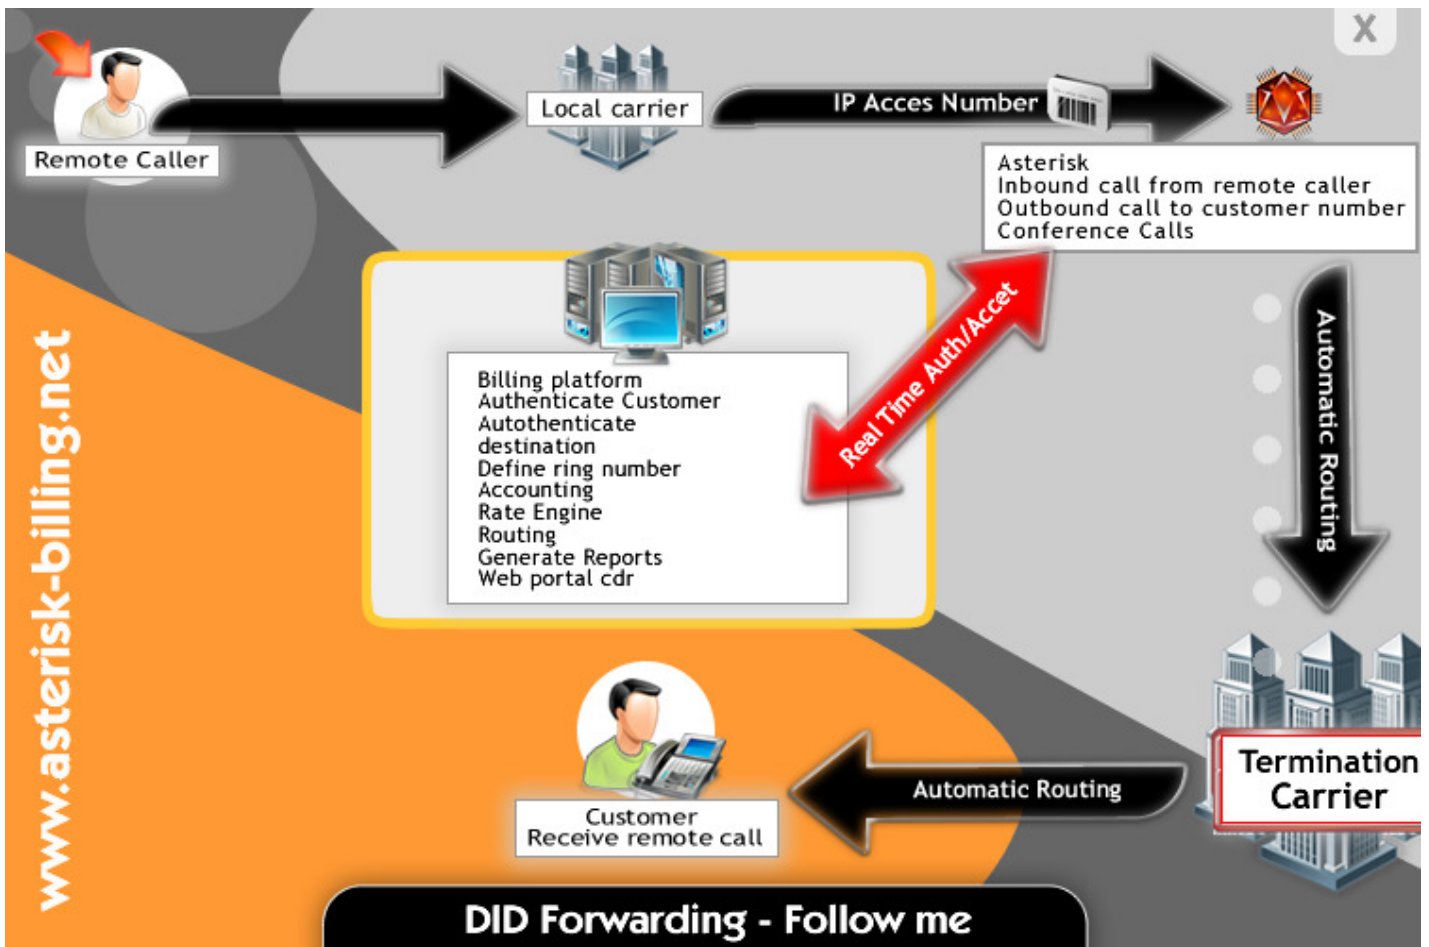 X
Remote Caller
Local carrier
IP Acces Number
Asterisk
Inbound call from remote caller
Outbound call to customer number
Conference Calls
Real Time Auth/Accet
Automatic Routing
Billing platform
Authenticate Customer
Autothenticate
destination
Define ring number
Accounting
Rate Engine
Routing
Generate Reports
Web portal cdr
www.asterisk-billing.net
Termination
Carrier
Automatic Routing
Customer
Receive remote call
DID Forwarding - Follow me